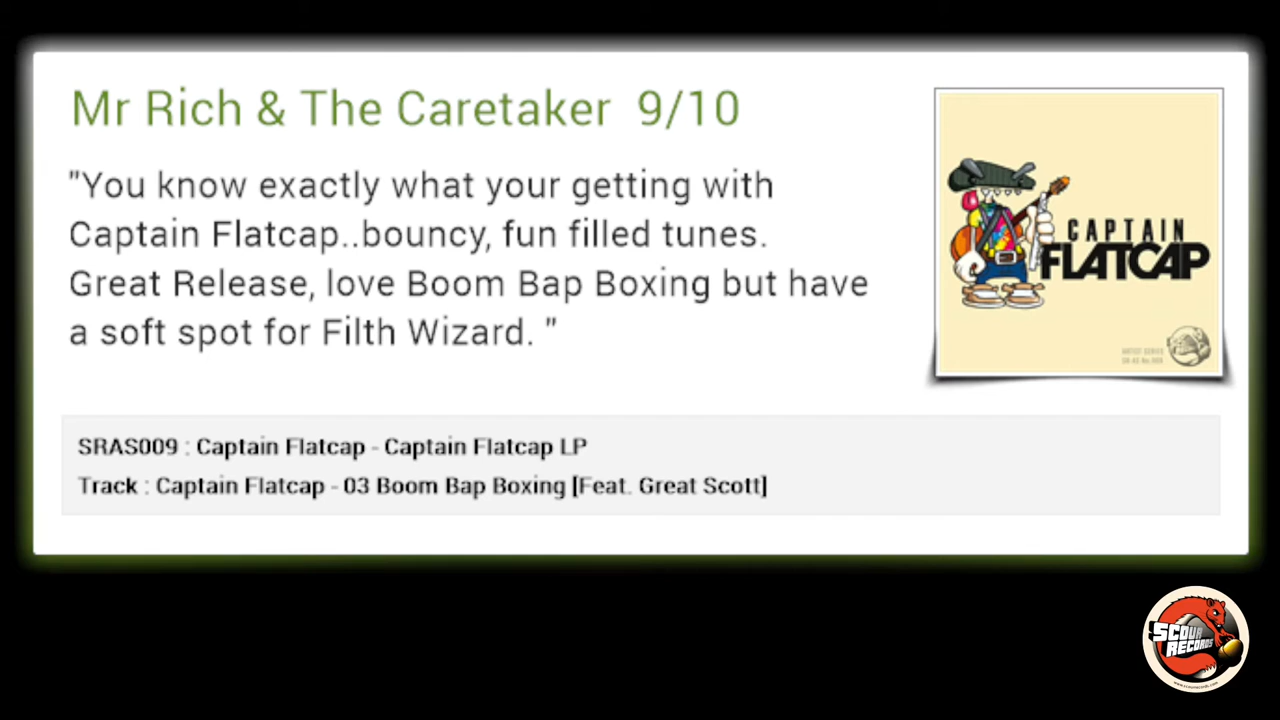 Mr Rich & The Caretaker 9/10
"You know exactly what your getting with
Captain Flatcap..bouncy, fun filled tunes.
Great Release, love Boom Bap Boxing but have
a soft spot for Filth Wizard. "
CAPTAIN
FLATCAP
ARTIST SERIES
SRAS009 : Captain Flatcap - Captain Flatcap LP
Track : Captain Flatcap - 03 Boom Bap Boxing [Feat. Great Scott]
SCOUR
RECORDS